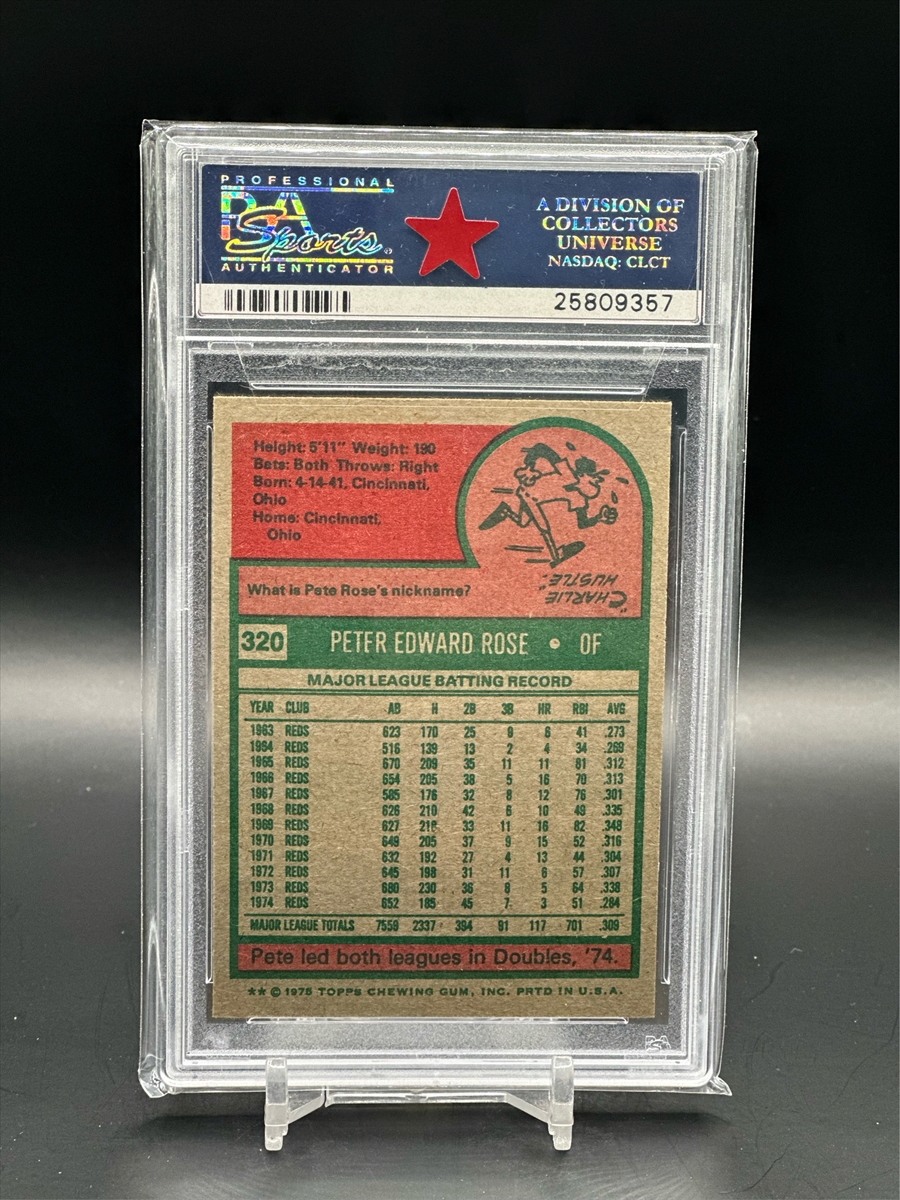 PROFESSIONAL
PSA
Sports
AUTHENTICATOR
A DIVISION OF
COLLECTORS
UNIVERSE
NASDAQ: CLCT
25809357
Height: 5'11" Weight: 190
Bats: Both Throws: Right
Born: 4-14-41, Cincinnati,
Ohio
Home: Cincinnati,
Ohio
"CHARLIE
HUSTLE"
What is Pete Rose's nickname?
320 PETER EDWARD ROSE • OF
MAJOR LEAGUE BATTING RECORD
YEAR CLUB AB H 2B 3B HR RBI AVG
1963 REDS 623 170 25 9 6 41 .273
1964 REDS 516 139 13 2 4 34 .269
1965 REDS 670 209 35 11 11 81 .312
1966 REDS 654 205 38 5 16 70 .313
1967 REDS 585 176 32 8 12 76 .301
1968 REDS 626 210 42 6 10 49 .335
1969 REDS 627 218 33 11 16 82 .348
1970 REDS 649 205 37 9 15 52 .316
1971 REDS 632 192 27 4 13 44 .304
1972 REDS 645 198 31 11 6 57 .307
1973 REDS 680 230 36 8 5 64 .338
1974 REDS 652 185 45 7 3 51 .284
MAJOR LEAGUE TOTALS 7559 2337 394 91 117 701 .309
Pete led both leagues in Doubles, '74.
** © 1975 TOPPS CHEWING GUM, INC. PRTD IN U.S.A.
PSA